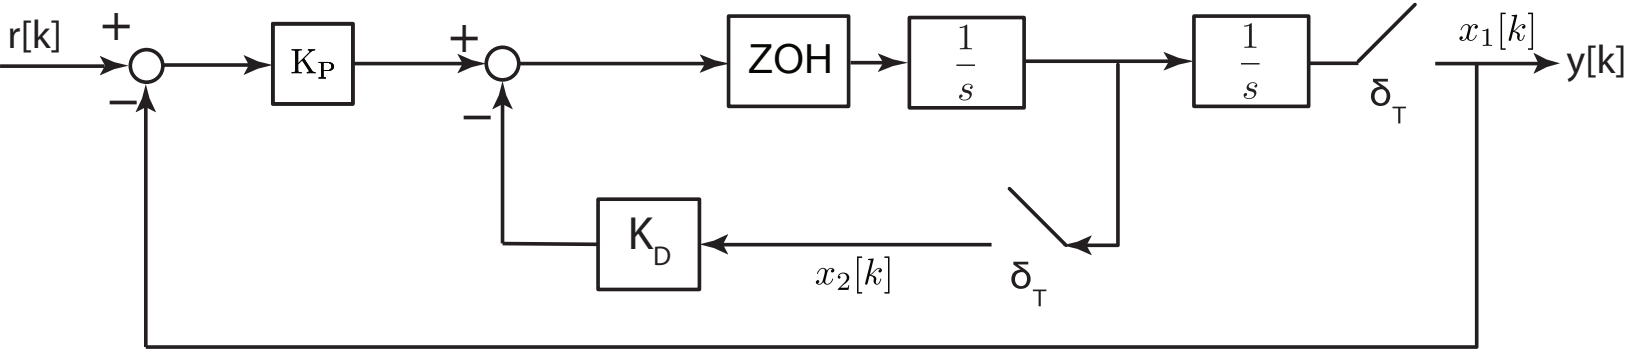 r[k]
+
−
K_P
+
−
ZOH
1/s
1/s
δ_T
x_1[k]
y[k]
K_D
x_2[k]
δ_T